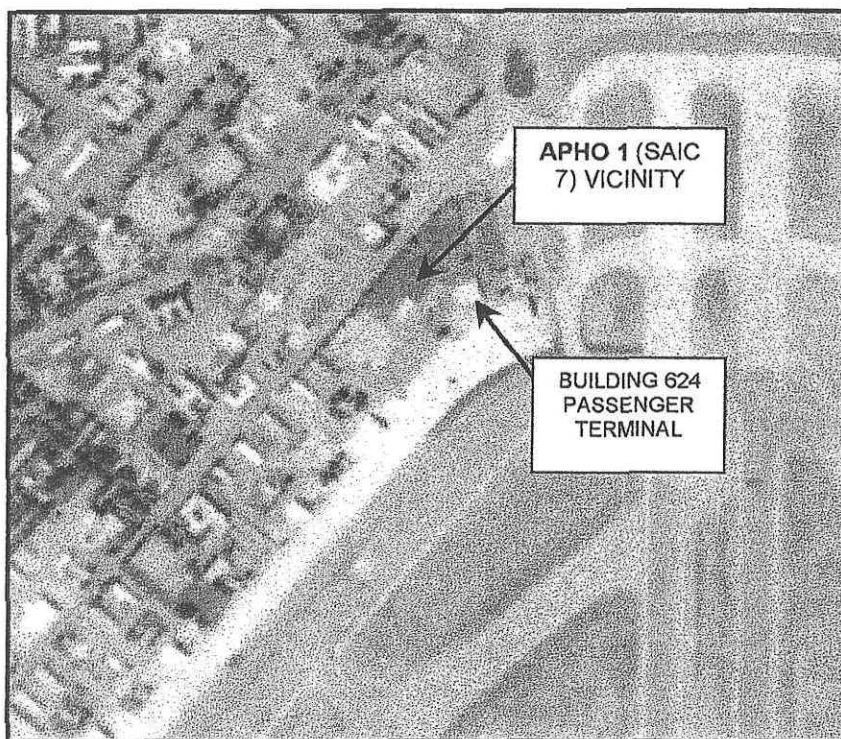 APHO 1 (SAIC
7) VICINITY
BUILDING 624
PASSENGER
TERMINAL